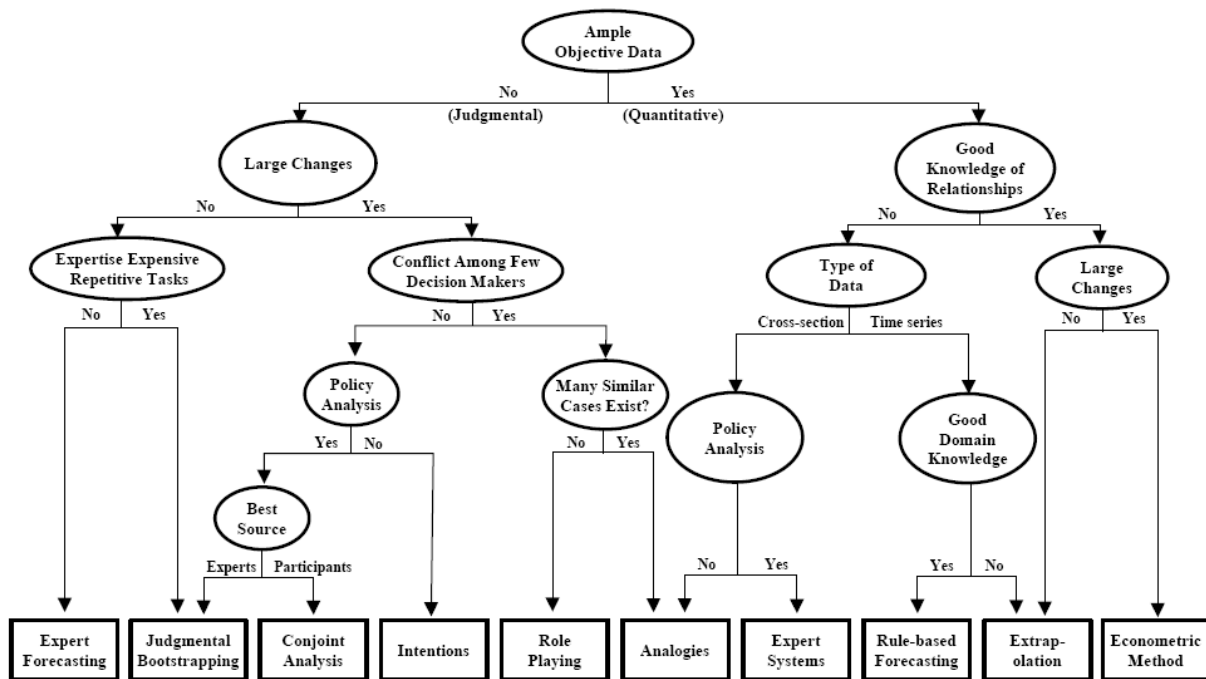 Ample
Objective Data
No
Yes
(Judgmental)
(Quantitative)
Large Changes
Good
Knowledge of
Relationships
No
Yes
No
Yes
Expertise Expensive
Repetitive Tasks
Conflict Among Few
Decision Makers
Type of
Data
Large
Changes
No
Yes
No
Yes
Cross-section
Time series
No
Yes
Policy
Analysis
Many Similar
Cases Exist?
Policy
Analysis
Good
Domain
Knowledge
Yes
No
No
Yes
Best
Source
Experts
Participants
No
Yes
Yes
No
Expert
Forecasting
Judgmental
Bootstrapping
Conjoint
Analysis
Intentions
Role
Playing
Analogies
Expert
Systems
Rule-based
Forecasting
Extrap-
olation
Econometric
Method